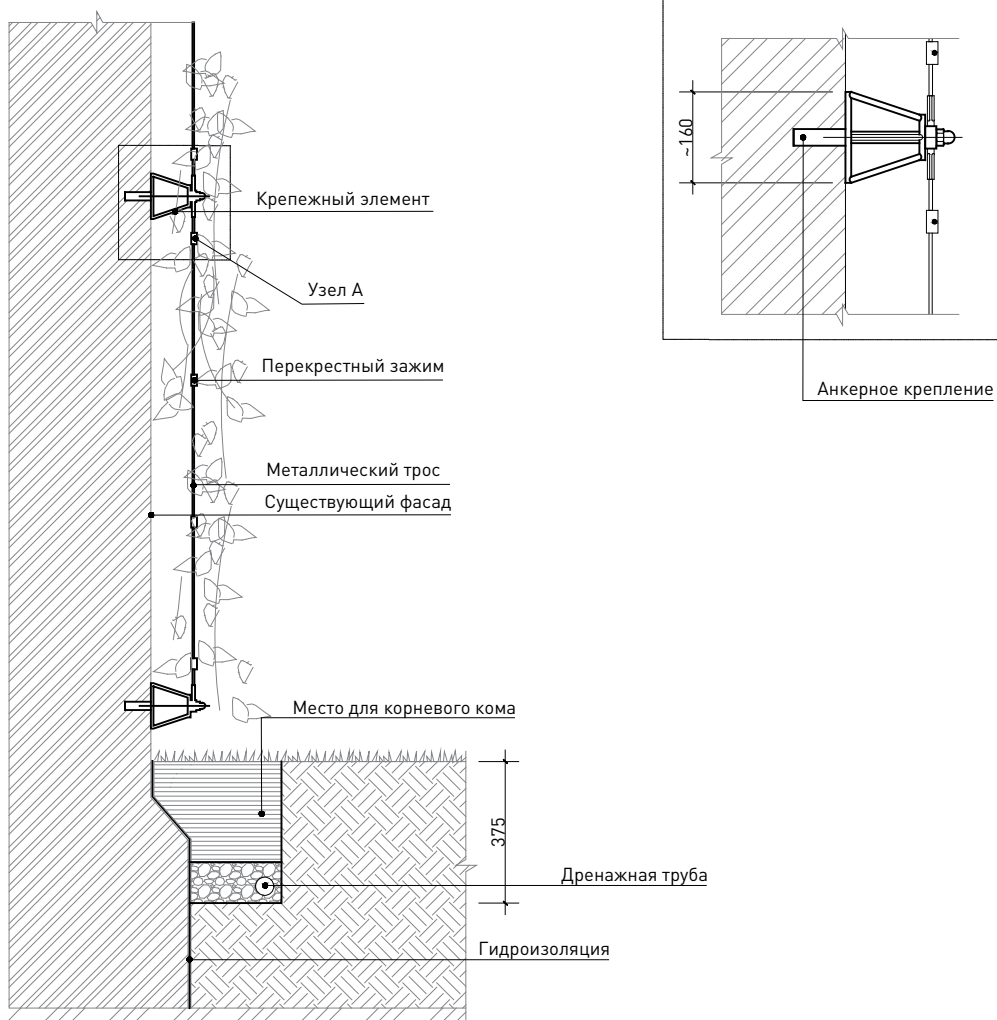 ~160
Крепежный элемент
Узел А
Перекрестный зажим
Анкерное крепление
Металлический трос
Существующий фасад
Место для корневого кома
375
Дренажная труба
Гидроизоляция